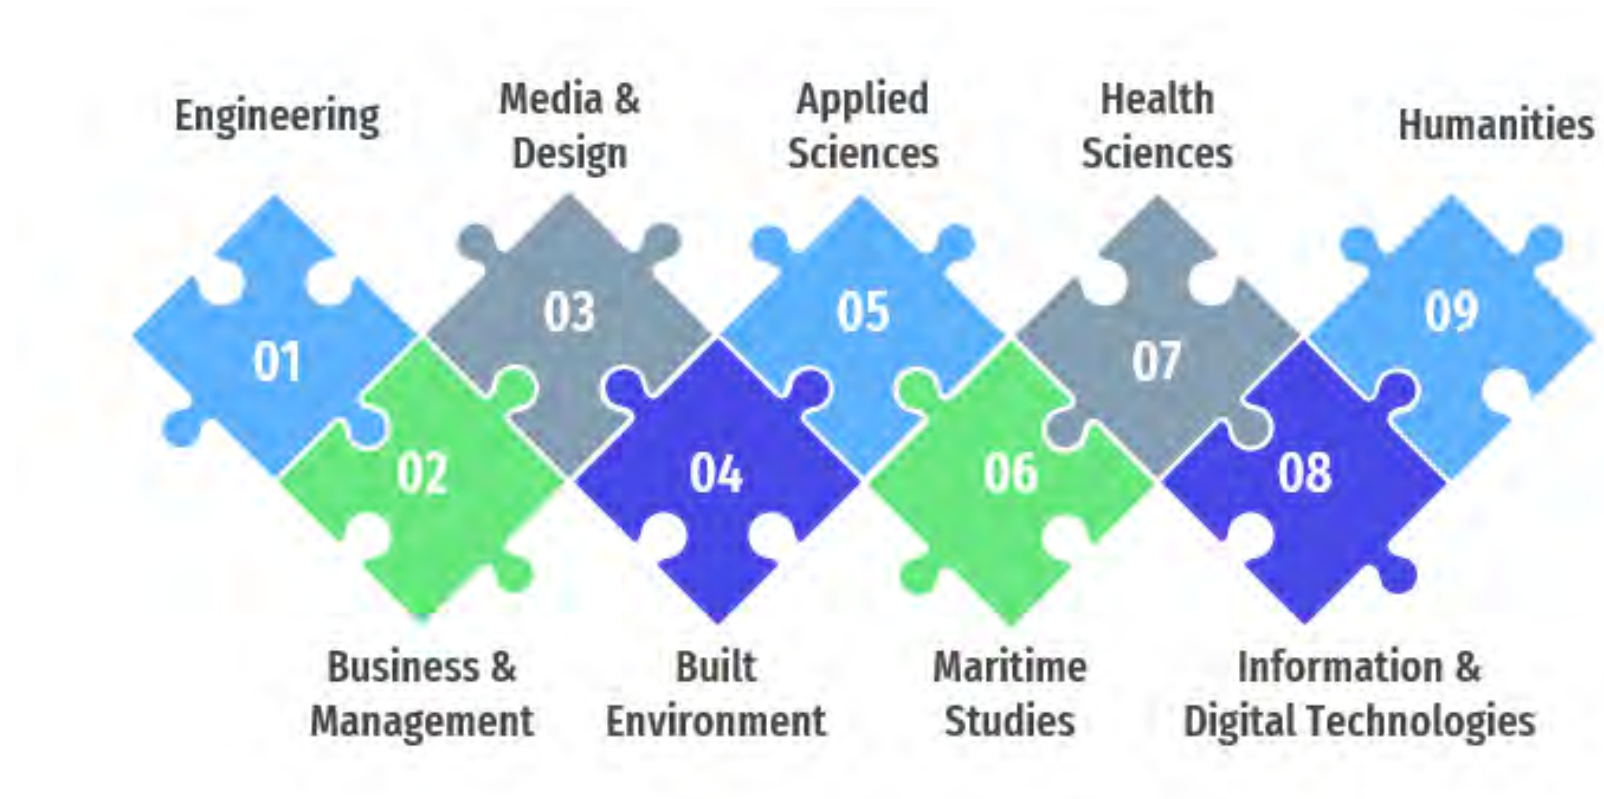 Engineering
Media &
Design
Applied
Sciences
Health
Sciences
Humanities
01
03
05
07
09
02
04
06
08
Business &
Management
Built
Environment
Maritime
Studies
Information &
Digital Technologies